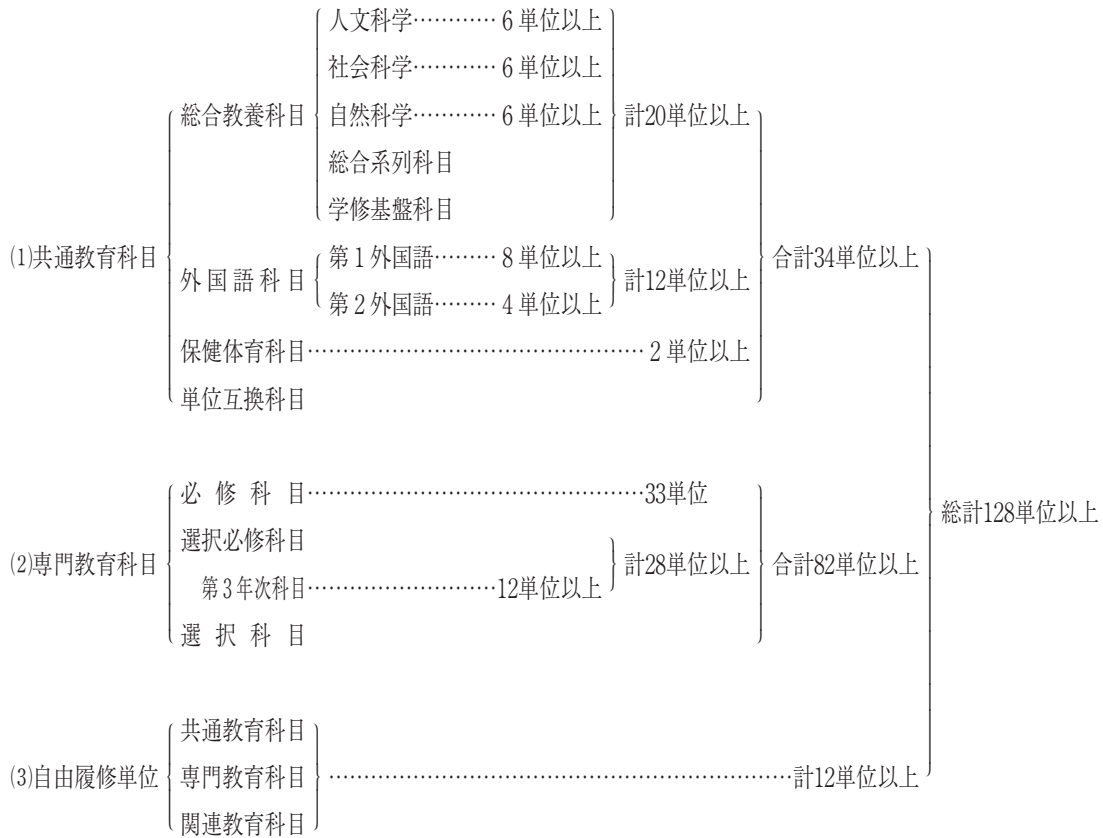 人文科学………… 6 単位以上
社会科学………… 6 単位以上
総合教養科目 自然科学………… 6 単位以上 計20単位以上
総合系列科目
学修基盤科目
⑴共通教育科目 合計34単位以上
第1外国語……… 8 単位以上
外国語科目 計12単位以上
第2外国語……… 4 単位以上
保健体育科目………………………………………… 2 単位以上
単位互換科目
必修科目…………………………………………33単位
総計128単位以上
選択必修科目
⑵専門教育科目 計28単位以上 合計82単位以上
第3年次科目………………………12単位以上
選択科目
共通教育科目
⑶自由履修単位 専門教育科目 …………………………………………………………計12単位以上
関連教育科目